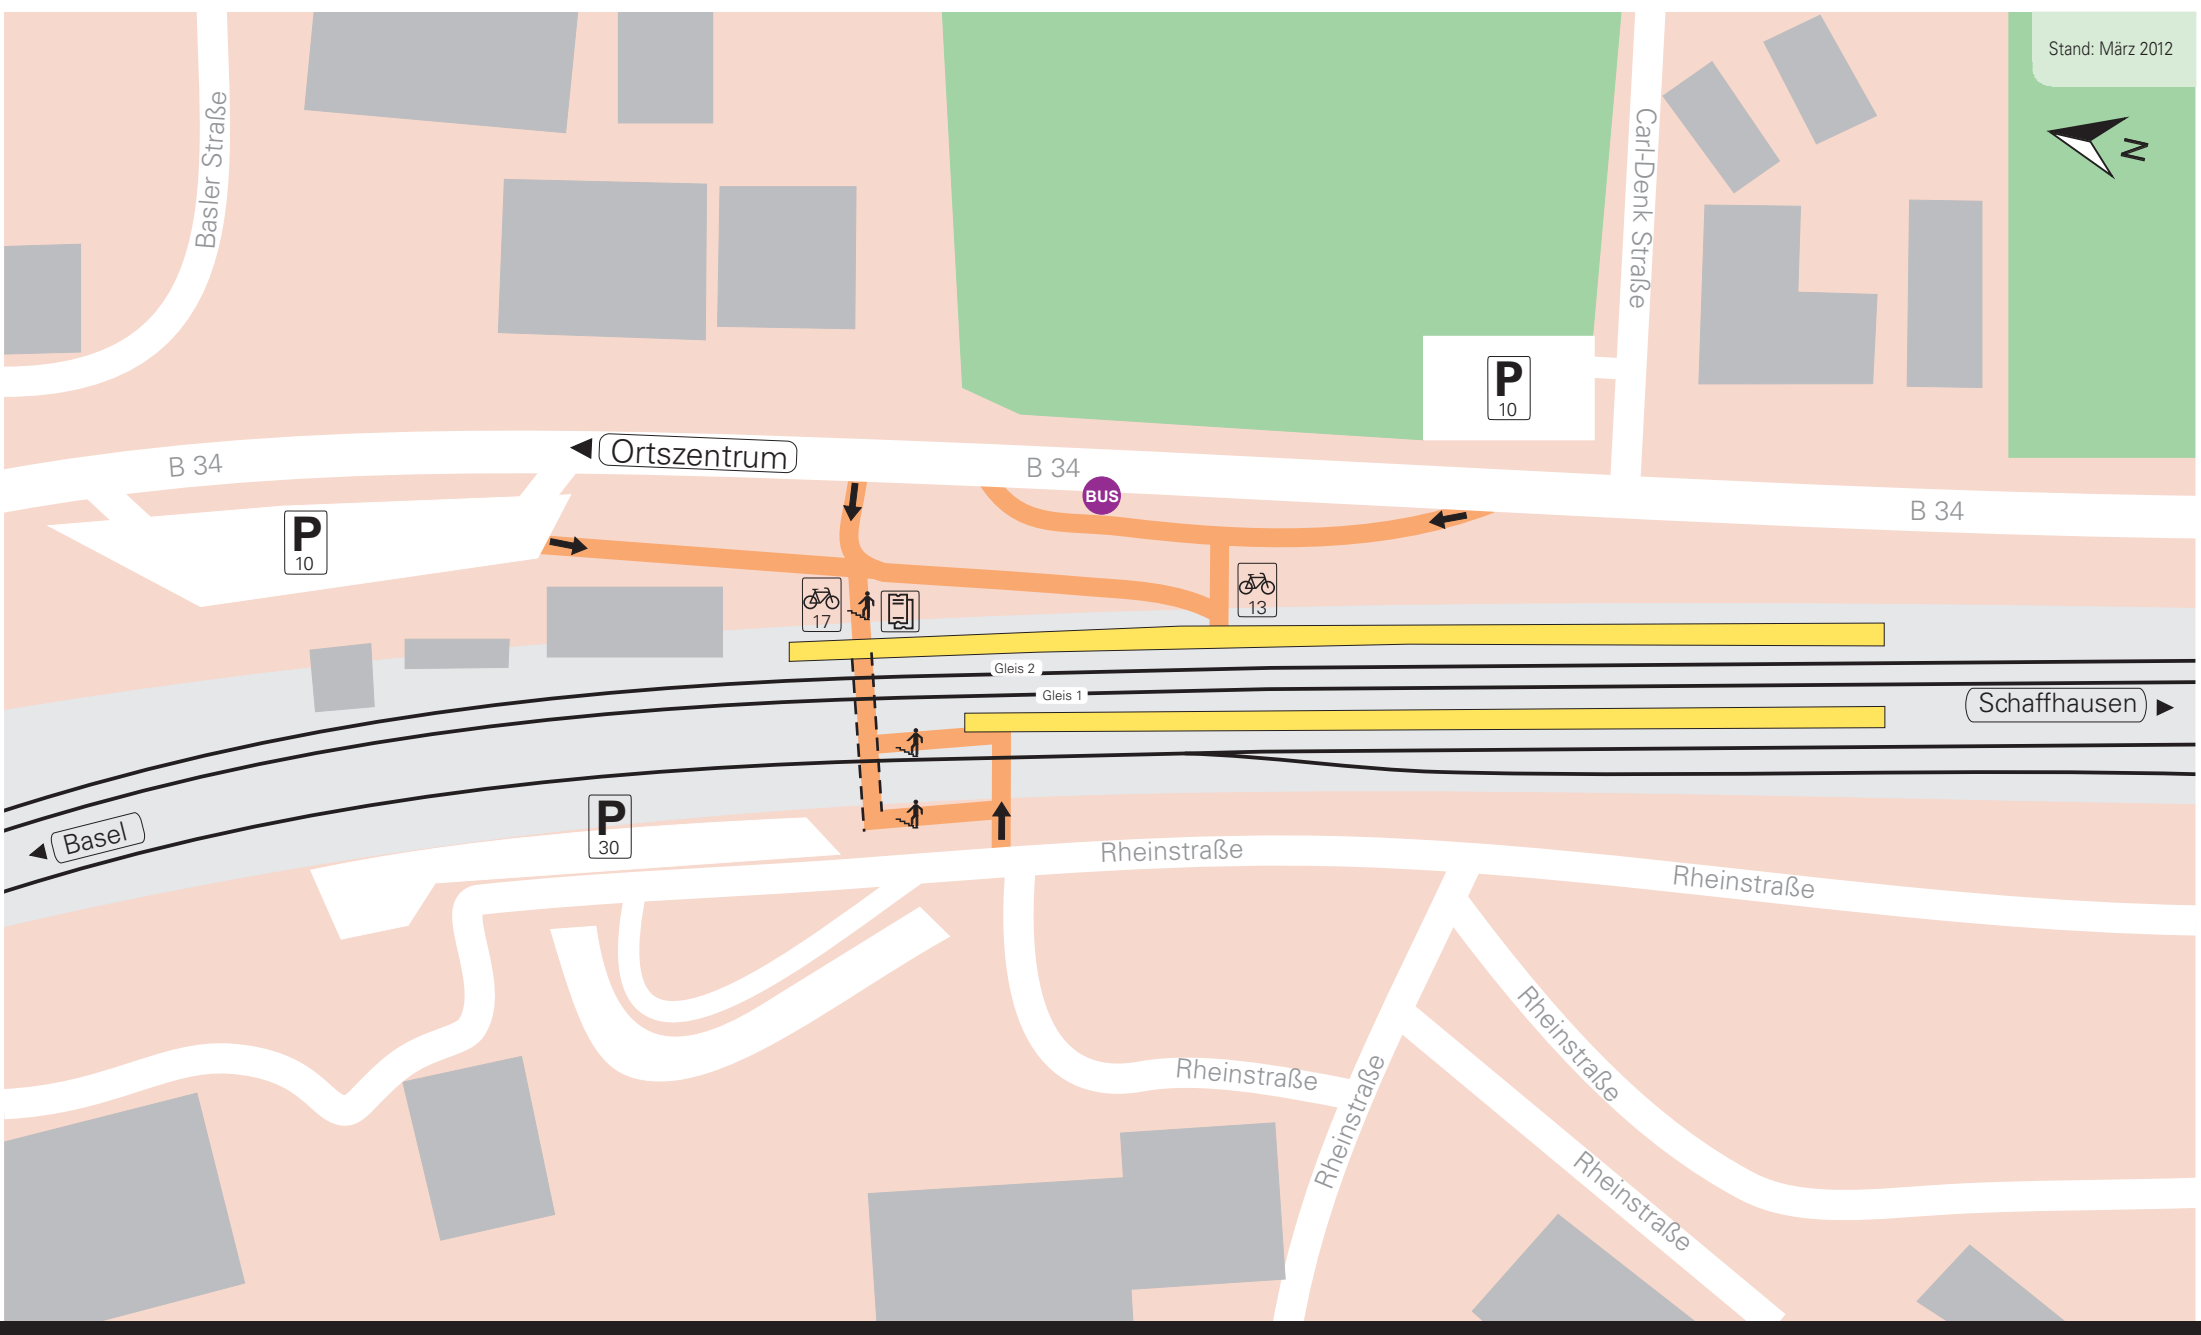 Stand: März 2012
N
Basler Straße
Carl-Denk Straße
P
10
Ortszentrum
B 34
B 34
BUS
B 34
P
10
17
13
Gleis 2
Gleis 1
Schaffhausen
Basel
P
30
Rheinstraße
Rheinstraße
Rheinstraße
Rheinstraße
Rheinstraße
Rheinstraße